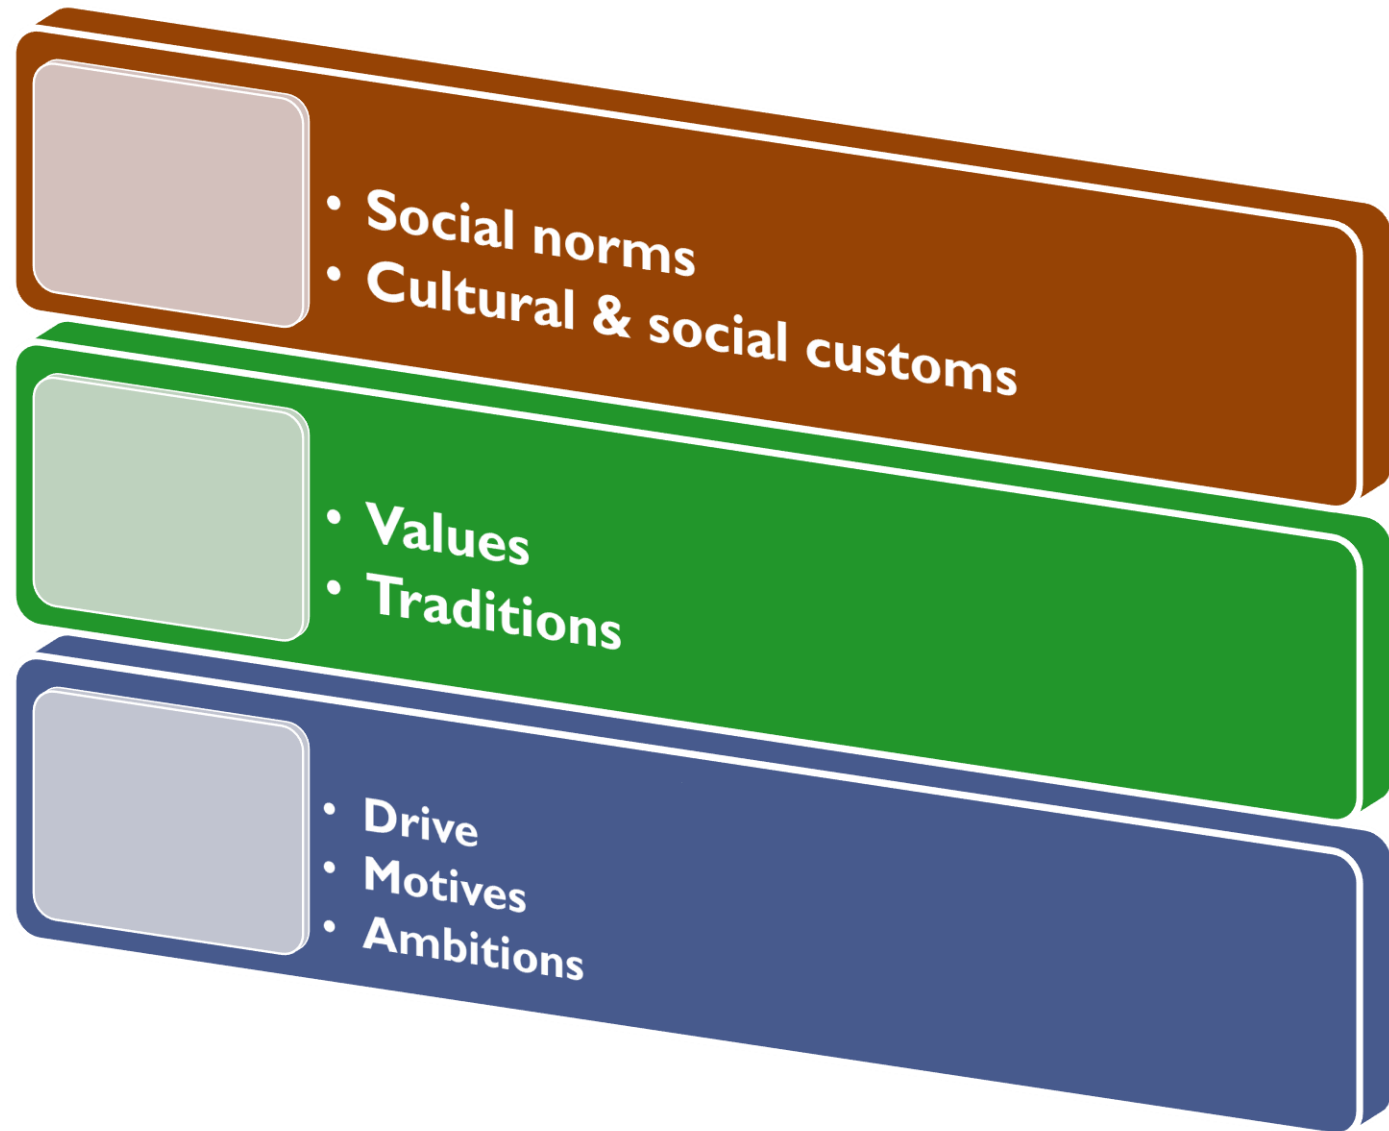 • Social norms
• Cultural & social customs
• Values
• Traditions
• Drive
• Motives
• Ambitions